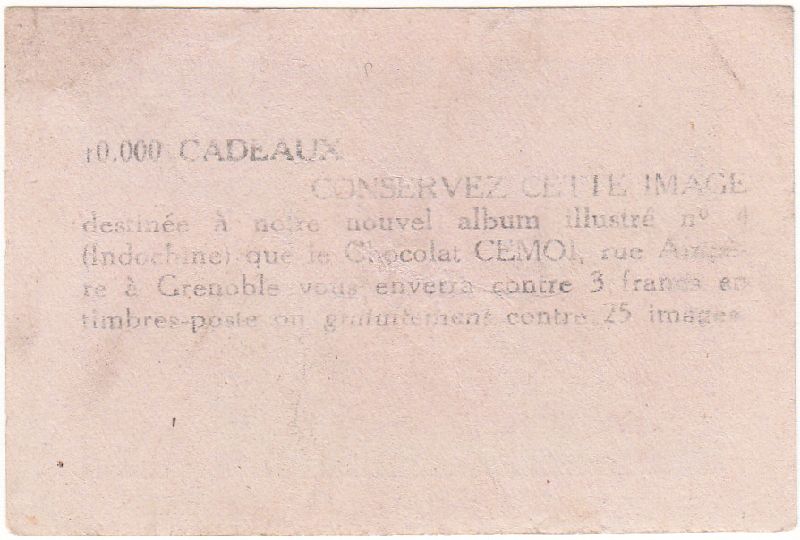 10.000 CADEAUX
CONSERVEZ CETTE IMAGE
destinée à notre nouvel album illustré nº 4
(Indochine) que le Chocolat CEMOI, rue Ampè-
re à Grenoble vous enverra contre 3 francs en
timbres-poste ou gratuitement contre 25 images.